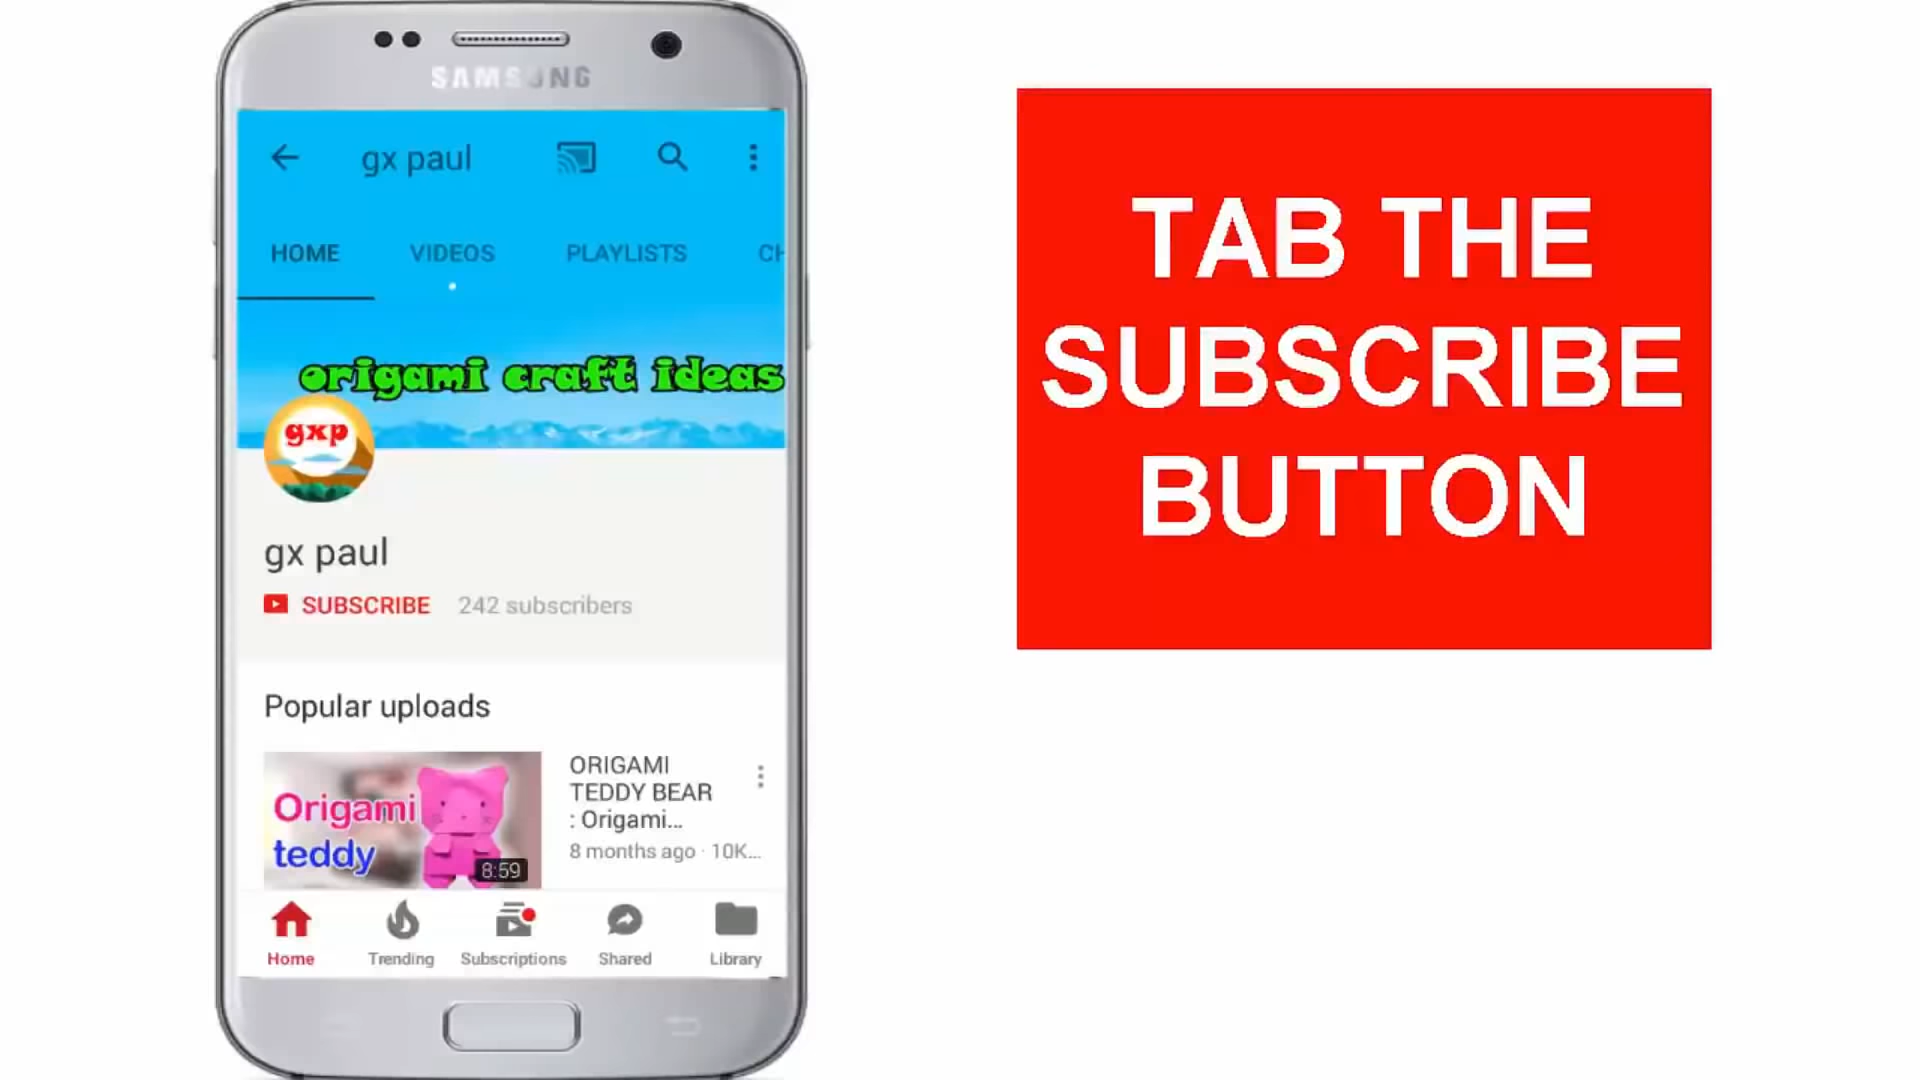 SAMSUNG
gx paul
HOME VIDEOS PLAYLISTS CH
origami craft ideas
gxp
gx paul
SUBSCRIBE 242 subscribers
Popular uploads
Origami
teddy
8:59
ORIGAMI
TEDDY BEAR
: Origami...
8 months ago · 10K...
Home Trending Subscriptions Shared Library
TAB THE
SUBSCRIBE
BUTTON